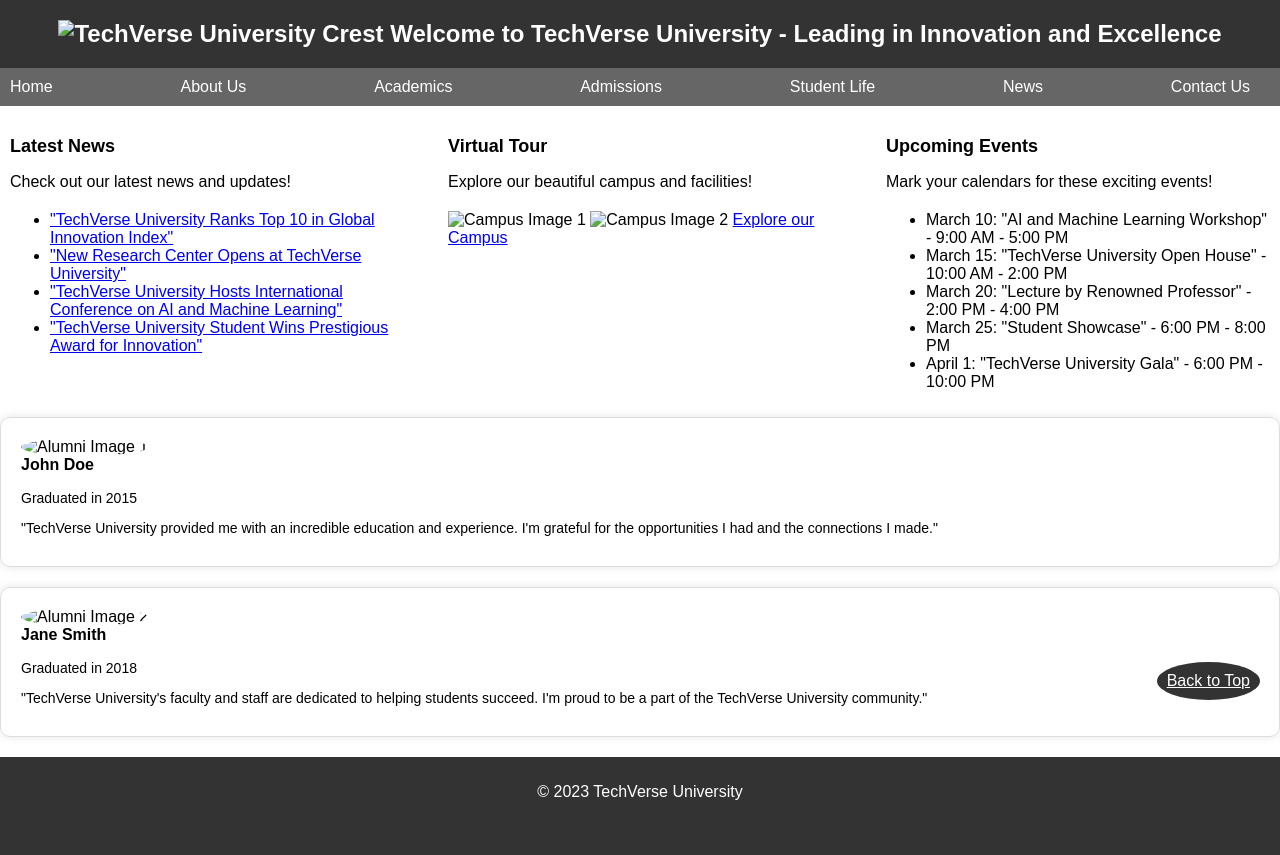 TechVerse University Crest Welcome to TechVerse University - Leading in Innovation and Excellence
Home About Us Academics Admissions Student Life News Contact Us
Latest News
Check out our latest news and updates!
"TechVerse University Ranks Top 10 in Global
Innovation Index"
"New Research Center Opens at TechVerse
University"
"TechVerse University Hosts International
Conference on AI and Machine Learning"
"TechVerse University Student Wins Prestigious
Award for Innovation"
Virtual Tour
Explore our beautiful campus and facilities!
Campus Image 1 Campus Image 2 Explore our
Campus
Upcoming Events
Mark your calendars for these exciting events!
March 10: "AI and Machine Learning Workshop"
- 9:00 AM - 5:00 PM
March 15: "TechVerse University Open House" -
10:00 AM - 2:00 PM
March 20: "Lecture by Renowned Professor" -
2:00 PM - 4:00 PM
March 25: "Student Showcase" - 6:00 PM - 8:00
PM
April 1: "TechVerse University Gala" - 6:00 PM -
10:00 PM
Alumni Image
John Doe
Graduated in 2015
"TechVerse University provided me with an incredible education and experience. I'm grateful for the opportunities I had and the connections I made."
Alumni Image
Jane Smith
Graduated in 2018
"TechVerse University's faculty and staff are dedicated to helping students succeed. I'm proud to be a part of the TechVerse University community."
Back to Top
© 2023 TechVerse University